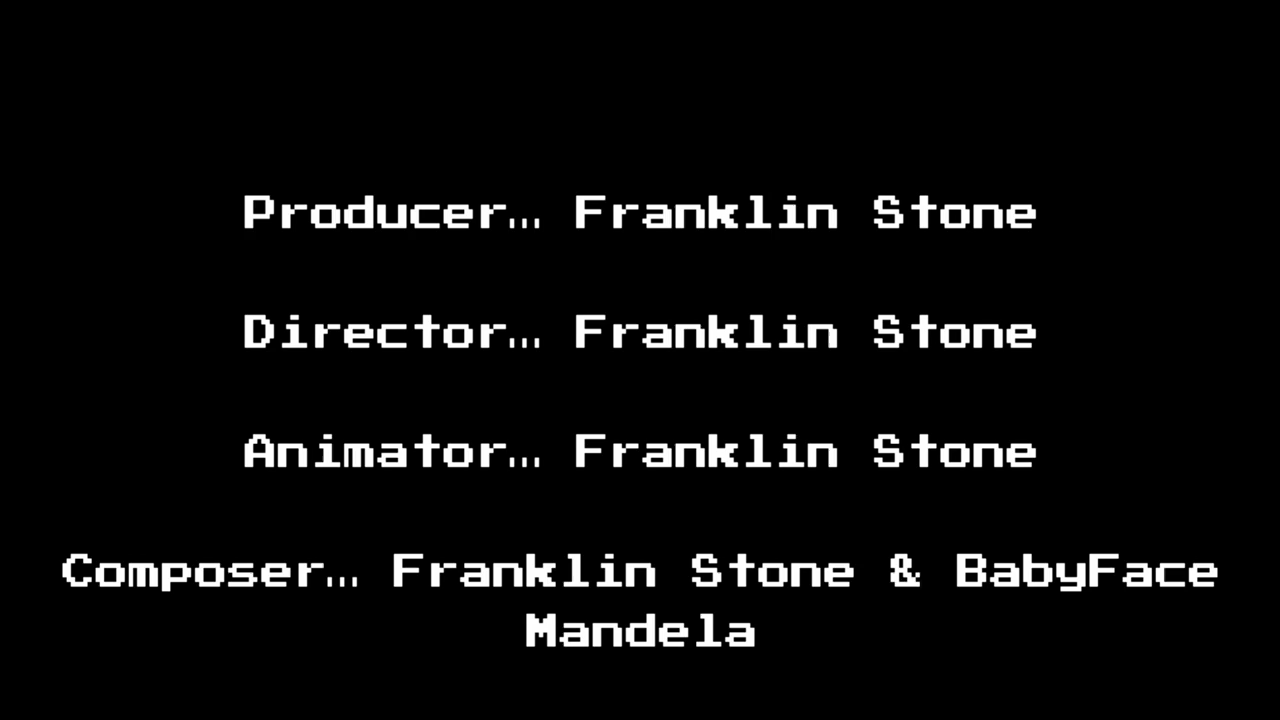 Producer… Franklin Stone
Director… Franklin Stone
Animator… Franklin Stone
Composer… Franklin Stone & BabyFace
Mandela